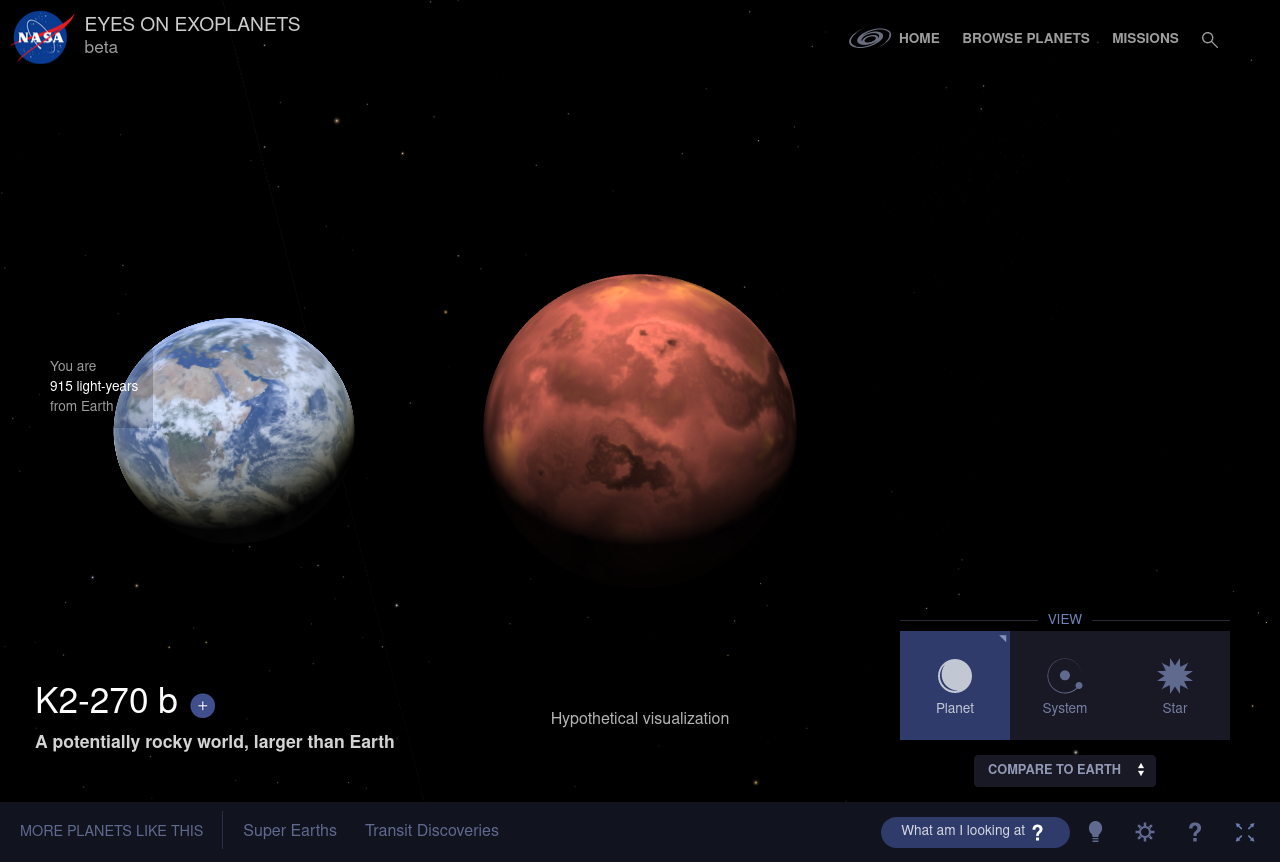 NASA
EYES ON EXOPLANETS
beta
HOME
BROWSE PLANETS
MISSIONS
You are
915 light-years
from Earth
K2-270 b +
A potentially rocky world, larger than Earth
Hypothetical visualization
VIEW
Planet
System
Star
COMPARE TO EARTH
MORE PLANETS LIKE THIS
Super Earths
Transit Discoveries
What am I looking at ?
?